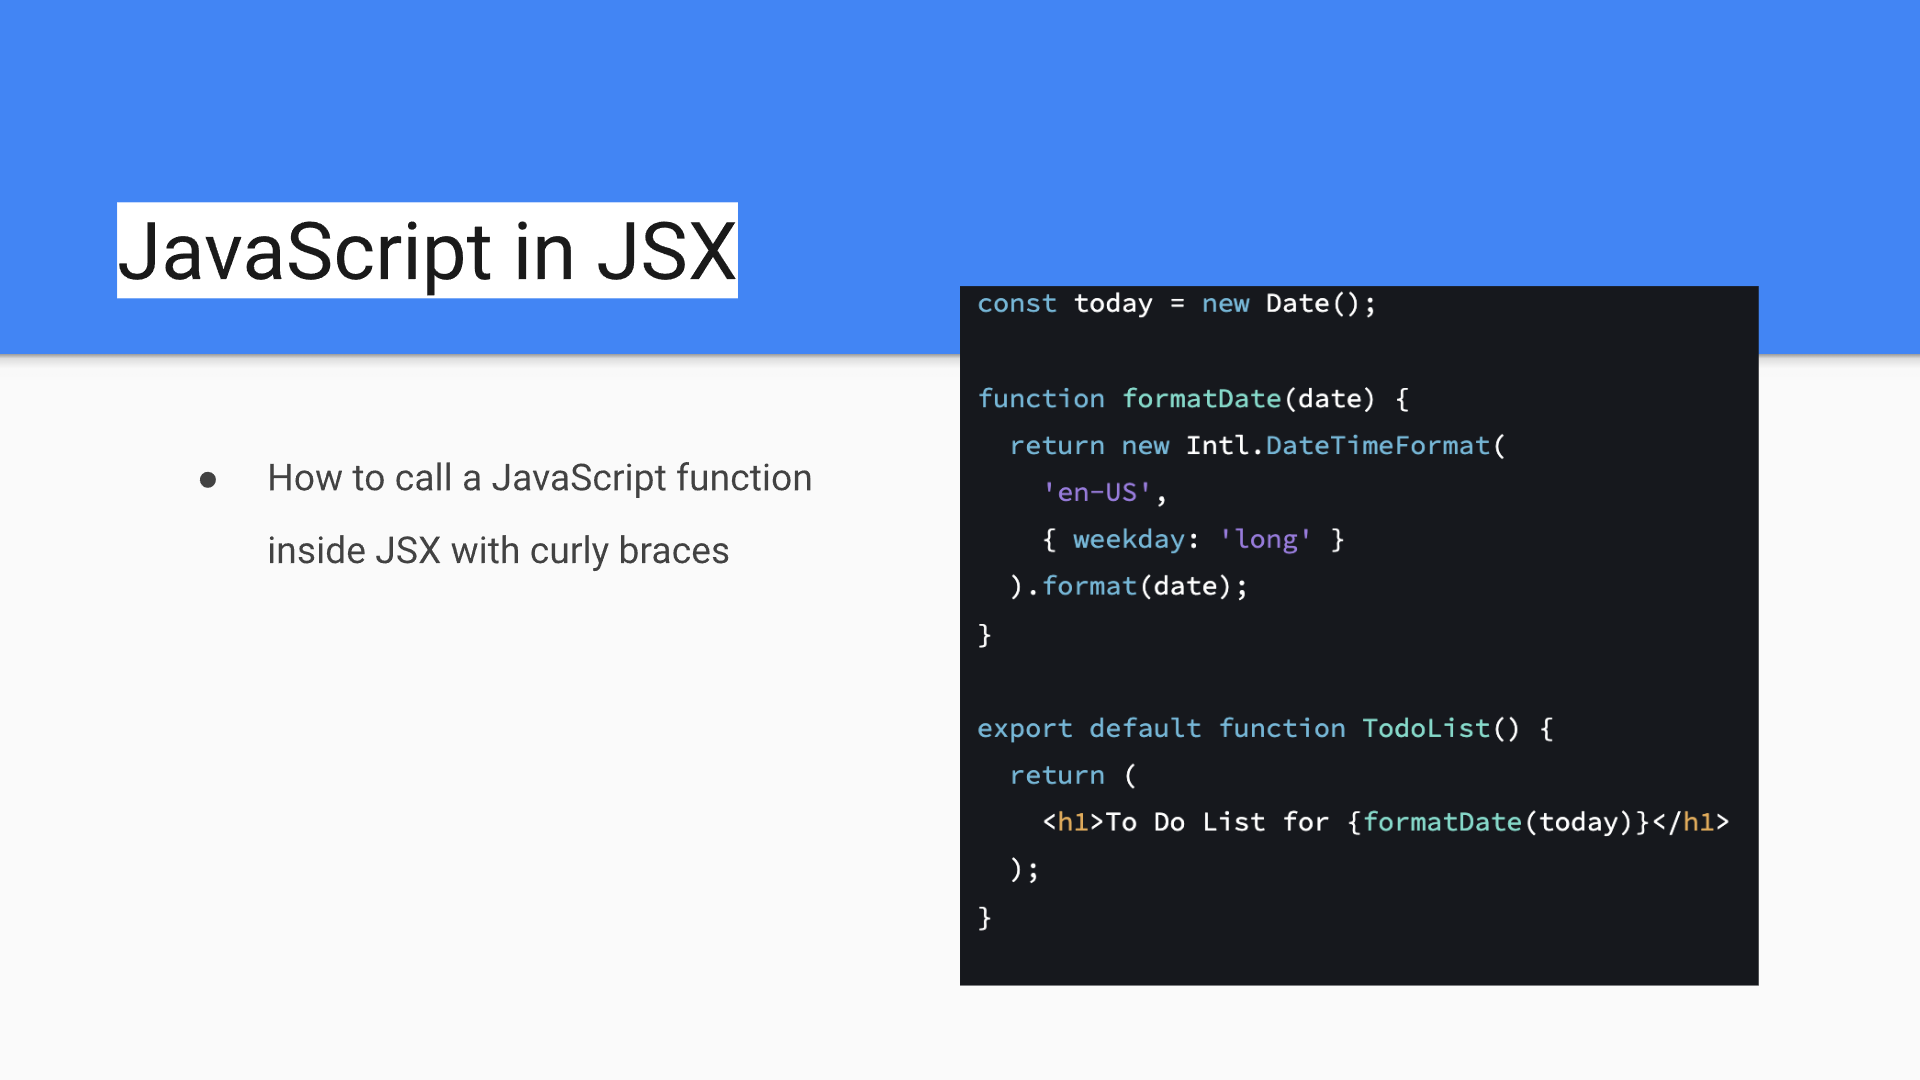 JavaScript in JSX
● How to call a JavaScript function
inside JSX with curly braces
const today = new Date();
function formatDate(date) {
  return new Intl.DateTimeFormat(
    'en-US',
    { weekday: 'long' }
  ).format(date);
}
export default function TodoList() {
  return (
    <h1>To Do List for {formatDate(today)}</h1>
  );
}